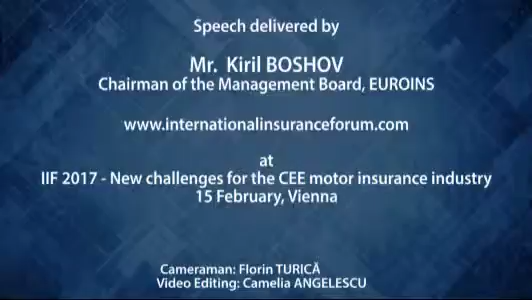 Speech delivered by
Mr. Kiril BOSHOV
Chairman of the Management Board, EUROINS
www.internationalinsuranceforum.com
at
IIF 2017 - New challenges for the CEE motor insurance industry
15 February, Vienna
Cameraman: Florin TURICĂ
Video Editing: Camelia ANGELESCU